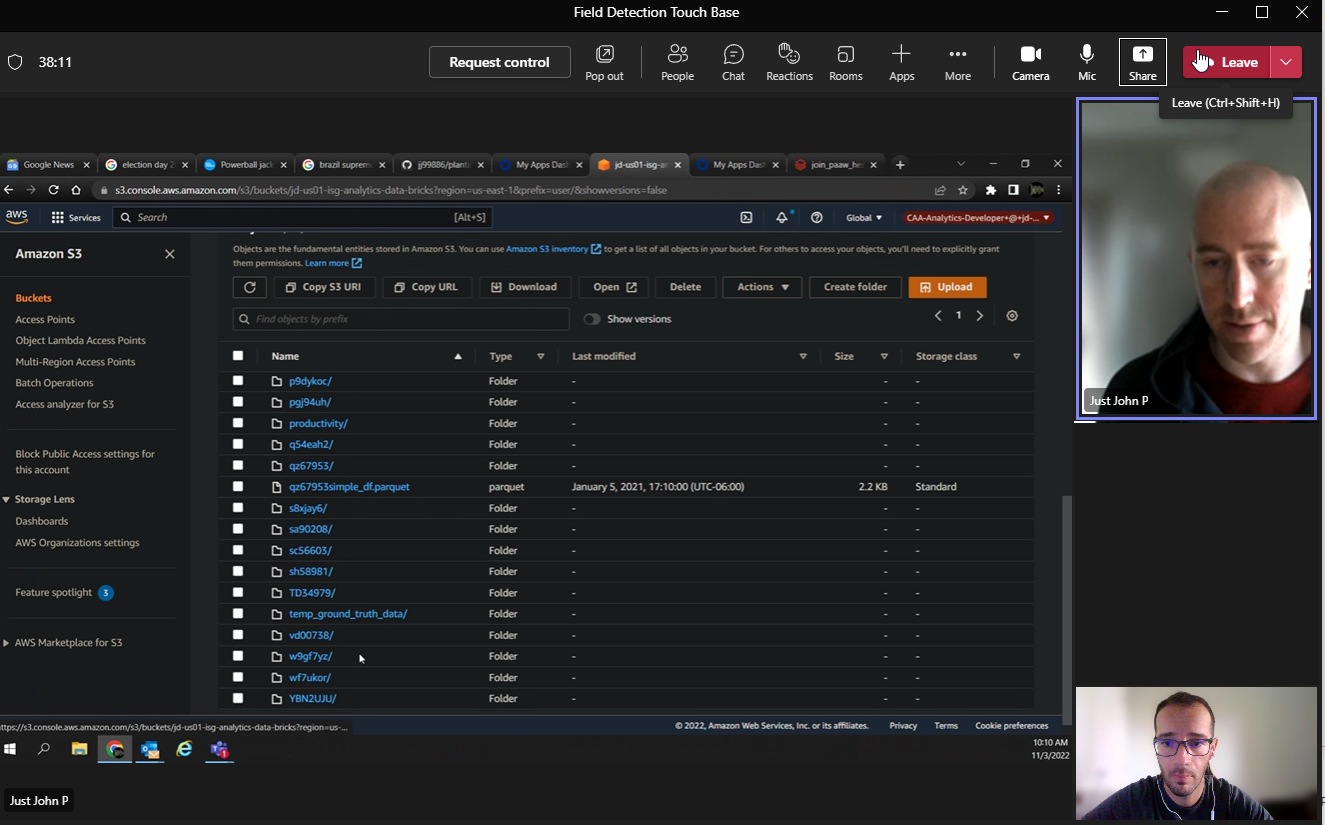 Field Detection Touch Base
38:11
Request control
Pop out
People
Chat
Reactions
Rooms
Apps
More
Camera
Mic
Share
Leave
Leave (Ctrl+Shift+H)
Google News
election day 2
Powerball jack
brazil suprem
jj99886/plant
My Apps Das
jd-us01-isg-a
My Apps Das
join_paaw_he
s3.console.aws.amazon.com/s3/buckets/jd-us01-isg-analytics-data-bricks?region=us-east-1&prefix=user/&showversions=false
aws
Services
Search
[Alt+S]
Global
CAA-Analytics-Developer+@+jd-...
Amazon S3
Buckets
Access Points
Object Lambda Access Points
Multi-Region Access Points
Batch Operations
Access analyzer for S3
Block Public Access settings for
this account
Storage Lens
Dashboards
AWS Organizations settings
Feature spotlight 3
AWS Marketplace for S3
Objects are the fundamental entities stored in Amazon S3. You can use Amazon S3 inventory to get a list of all objects in your bucket. For others to access your objects, you'll need to explicitly grant
them permissions. Learn more
Copy S3 URI
Copy URL
Download
Open
Delete
Actions
Create folder
Upload
Find objects by prefix
Show versions
1
Name Type Last modified Size Storage class
p9dykoc/ Folder - - -
pgj94uh/ Folder - - -
productivity/ Folder - - -
q54eah2/ Folder - - -
qz67953/ Folder - - -
qz67953simple_df.parquet parquet January 5, 2021, 17:10:00 (UTC-06:00) 2.2 KB Standard
s8xjay6/ Folder - - -
sa90208/ Folder - - -
sc56603/ Folder - - -
sh58981/ Folder - - -
TD34979/ Folder - - -
temp_ground_truth_data/ Folder - - -
vd00738/ Folder - - -
w9gf7yz/ Folder - - -
wf7ukor/ Folder - - -
YBN2UJU/ Folder - - -
ttps://s3.console.aws.amazon.com/s3/buckets/jd-us01-isg-analytics-data-bricks?region=us-...
© 2022, Amazon Web Services, Inc. or its affiliates.
Privacy
Terms
Cookie preferences
10:10 AM
11/3/2022
Just John P
Just John P